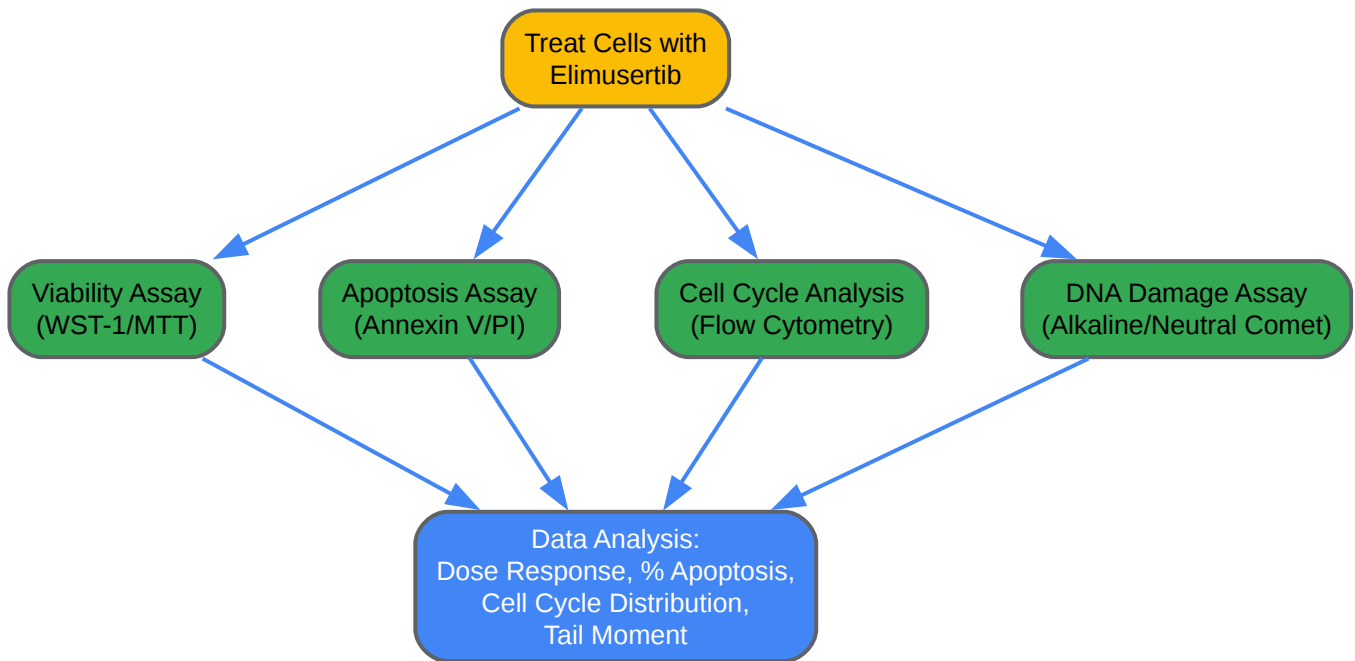 Treat Cells with
Elimusertib
Viability Assay
(WST-1/MTT)
Apoptosis Assay
(Annexin V/PI)
Cell Cycle Analysis
(Flow Cytometry)
DNA Damage Assay
(Alkaline/Neutral Comet)
Data Analysis:
Dose Response, % Apoptosis,
Cell Cycle Distribution,
Tail Moment